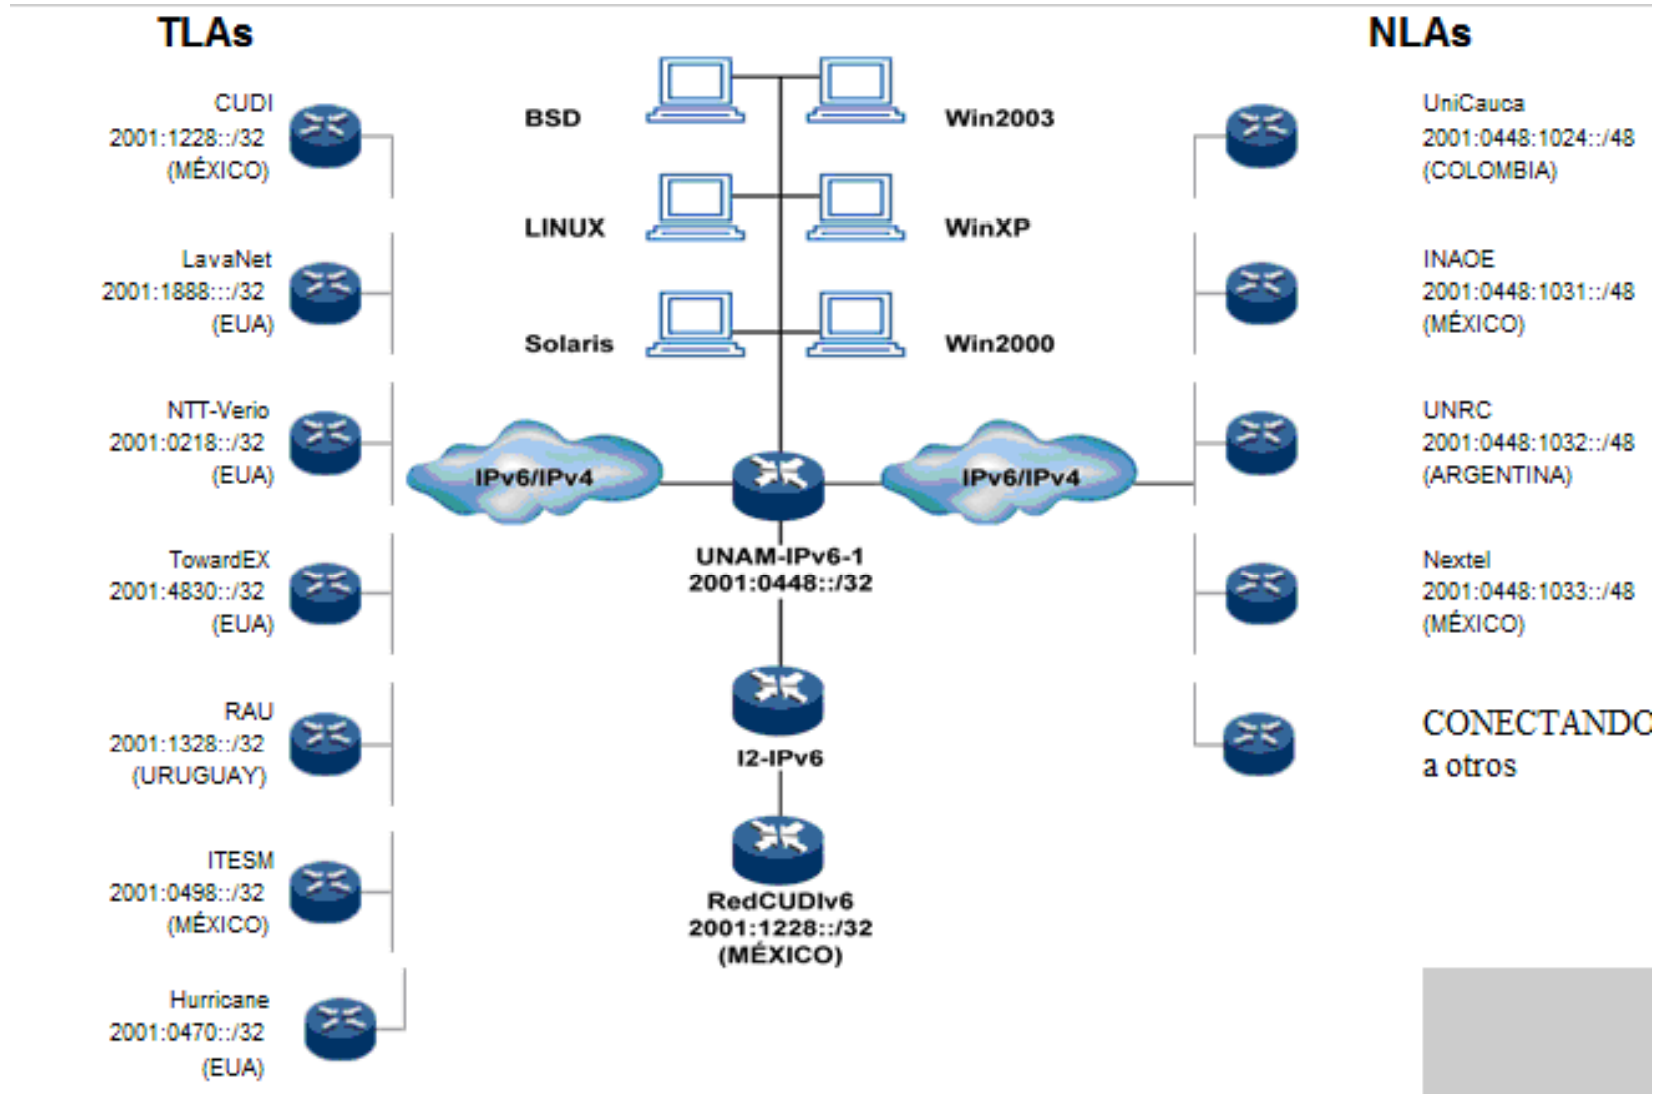 TLAs
CUDI
2001:1228::/32
(MÉXICO)
LavaNet
2001:1888:::/32
(EUA)
NTT-Verio
2001:0218::/32
(EUA)
TowardEX
2001:4830::/32
(EUA)
RAU
2001:1328::/32
(URUGUAY)
ITESM
2001:0498::/32
(MÉXICO)
Hurricane
2001:0470::/32
(EUA)
BSD
Win2003
LINUX
WinXP
Solaris
Win2000
IPv6/IPv4
IPv6/IPv4
UNAM-IPv6-1
2001:0448::/32
I2-IPv6
RedCUDIv6
2001:1228::/32
(MÉXICO)
NLAs
UniCauca
2001:0448:1024::/48
(COLOMBIA)
INAOE
2001:0448:1031::/48
(MÉXICO)
UNRC
2001:0448:1032::/48
(ARGENTINA)
Nextel
2001:0448:1033::/48
(MÉXICO)
CONECTANDO
a otros